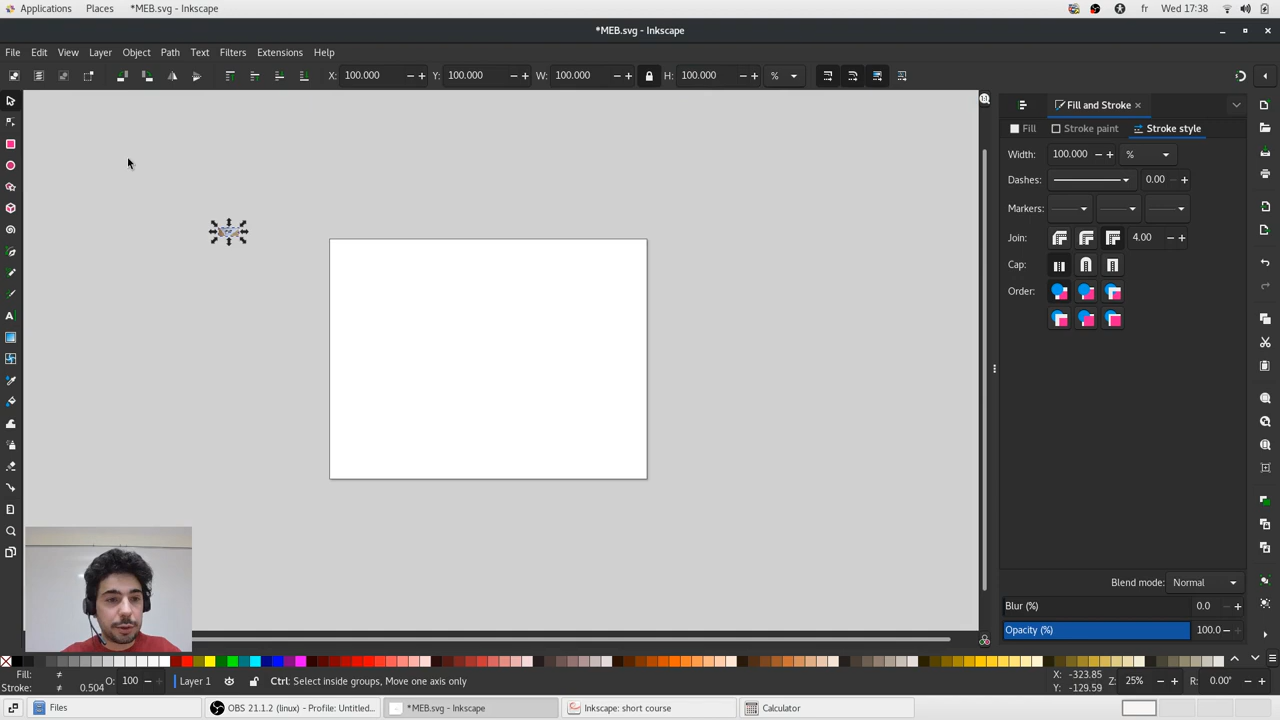 Applications Places *MEB.svg - Inkscape fr Wed 17:38
*MEB.svg - Inkscape
File Edit View Layer Object Path Text Filters Extensions Help
X: 100.000 Y: 100.000 W: 100.000 H: 100.000 %
Fill and Stroke
Fill Stroke paint Stroke style
Width: 100.000 %
Dashes: 0.00
Markers:
Join: 4.00
Cap:
Order:
Blend mode: Normal
Blur (%) 0.0
Opacity (%) 100.0
Fill: ≠ O: 100 Layer 1 Ctrl: Select inside groups, Move one axis only X: -323.85 Z: 25% R: 0.00°
Stroke: ≠ 0.504 Y: -129.59
Files OBS 21.1.2 (linux) - Profile: Untitled... *MEB.svg - Inkscape Inkscape: short course Calculator